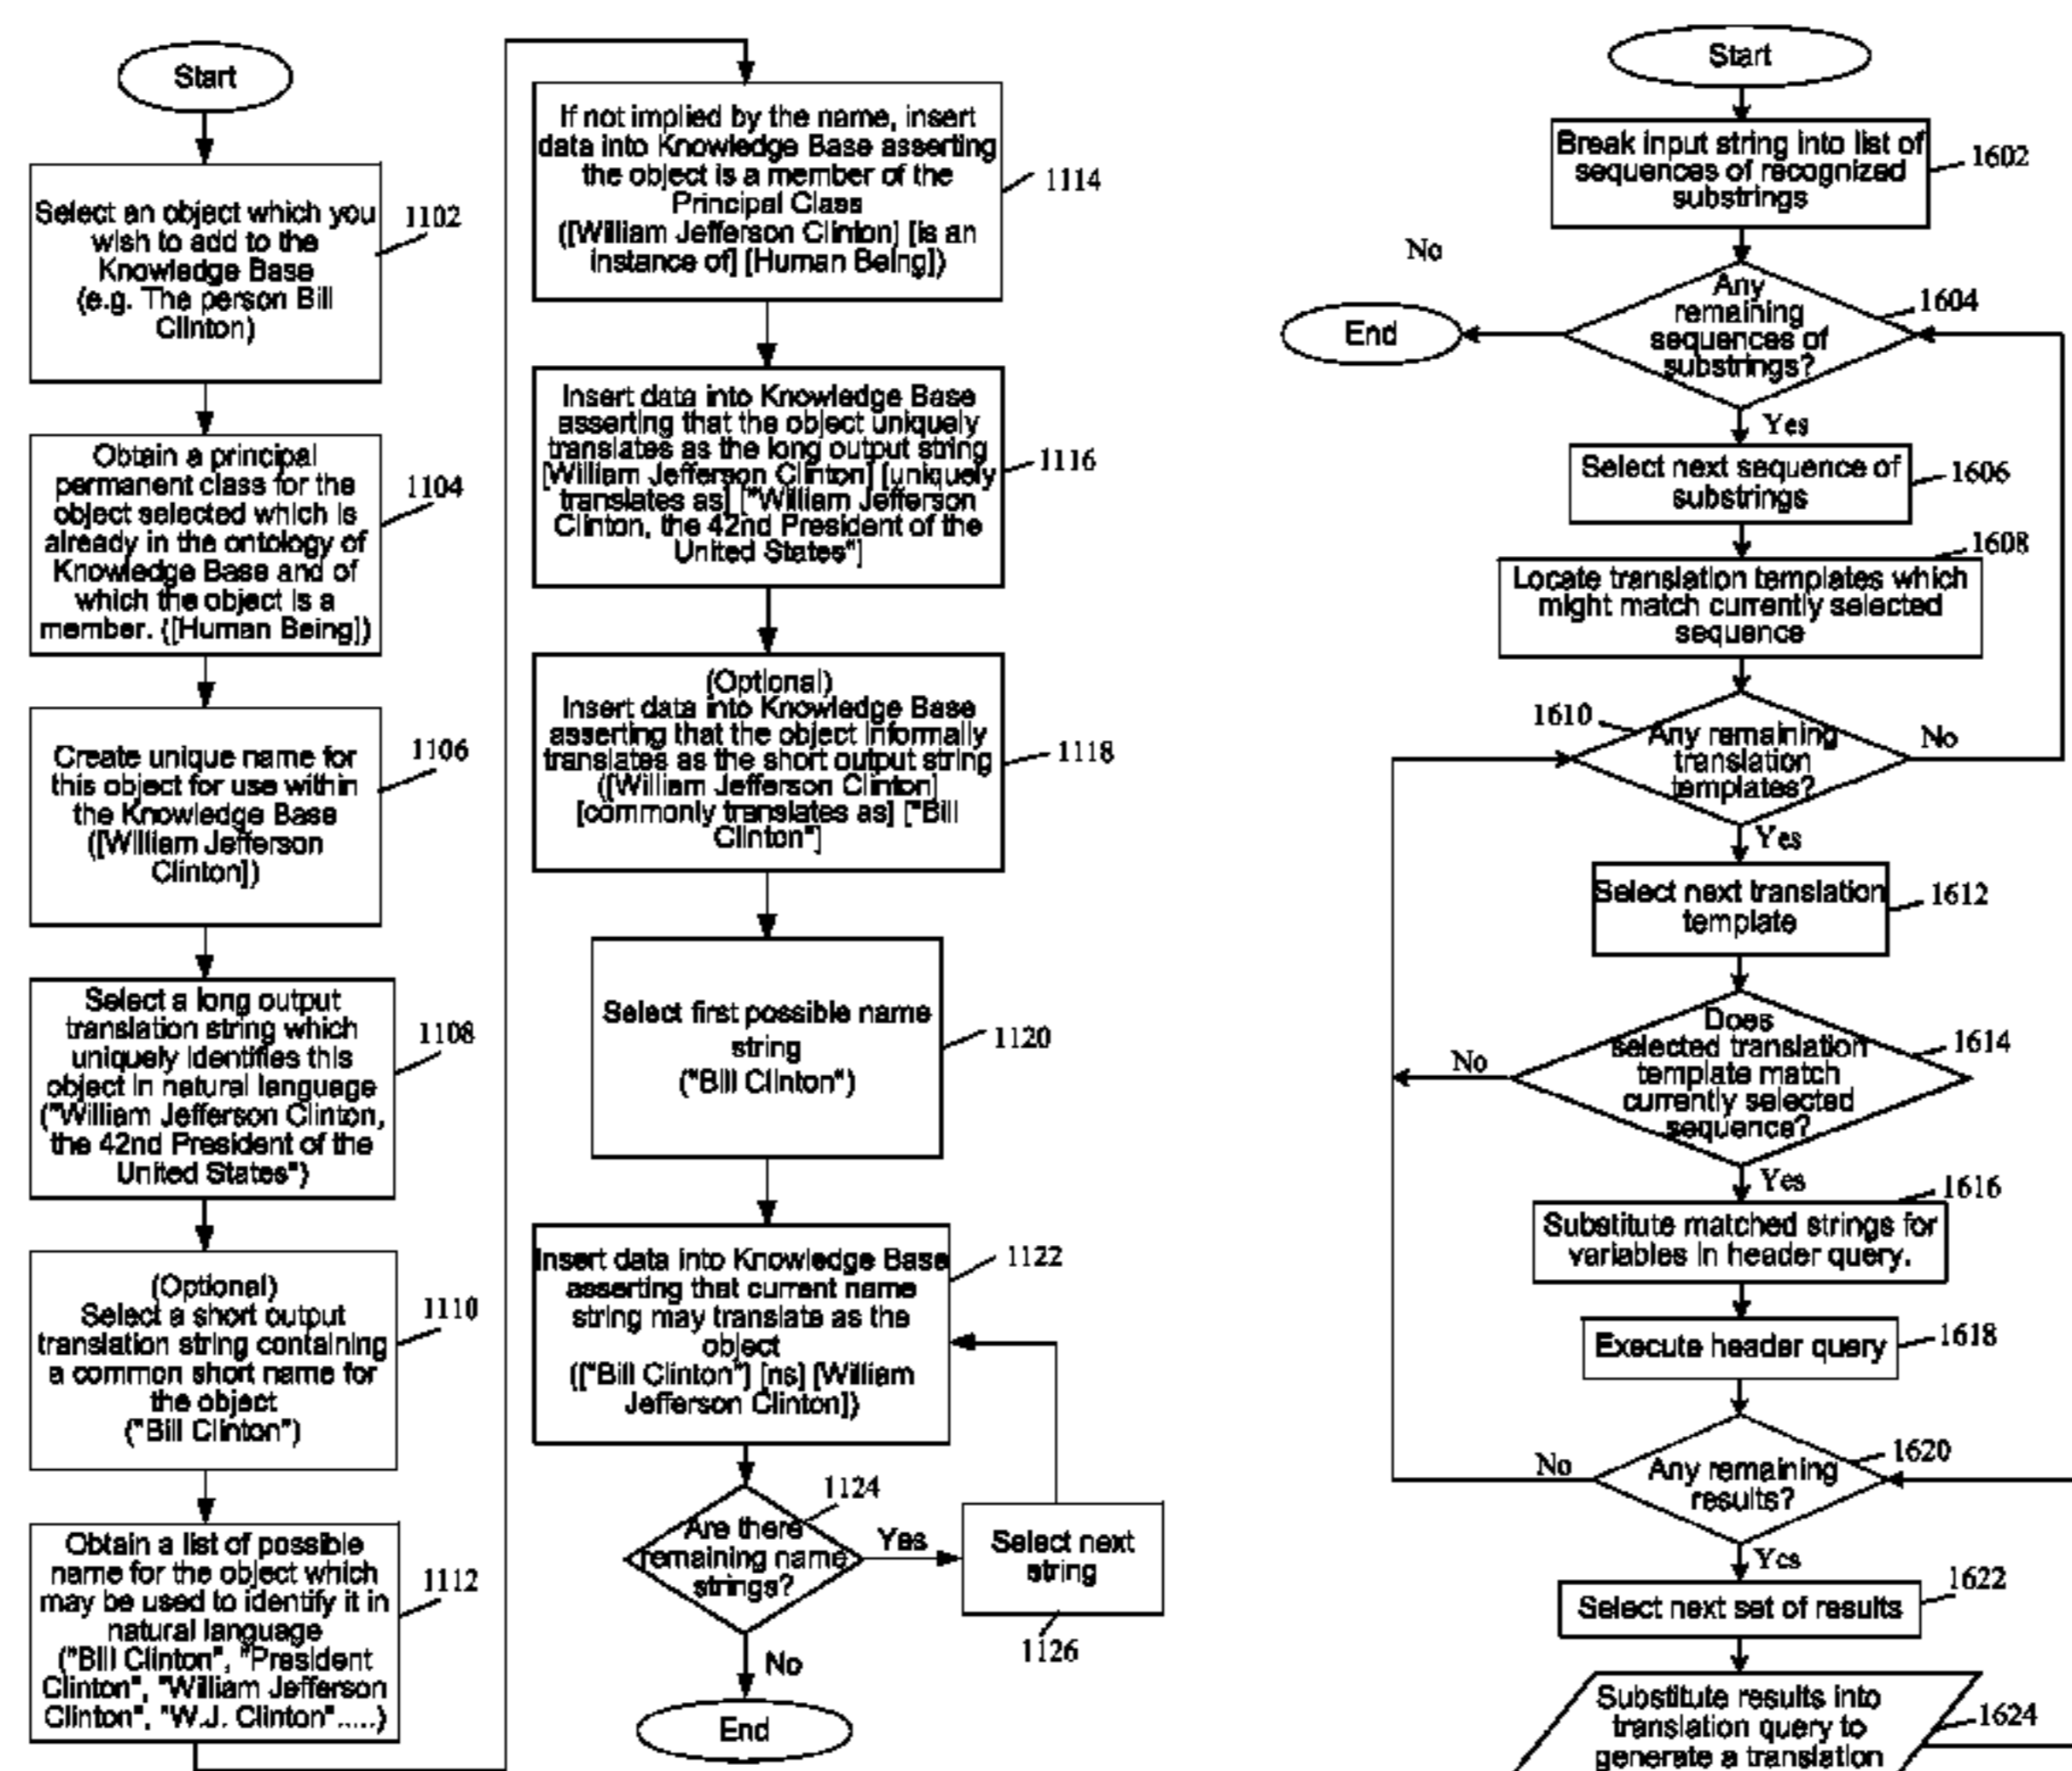 Start
Select an object which you
wish to add to the
Knowledge Base
(e.g. The person Bill
Clinton)
1102
Obtain a principal
permanent class for the
object selected which is
already in the ontology of
Knowledge Base and of
which the object is a
member. ([Human Being])
1104
Create unique name for
this object for use within
the Knowledge Base
([William Jefferson
Clinton])
1106
Select a long output
translation string which
uniquely identifies this
object in natural language
("William Jefferson Clinton,
the 42nd President of the
United States")
1108
(Optional)
Select a short output
translation string containing
a common short name for
the object
("Bill Clinton")
1110
Obtain a list of possible
name for the object which
may be used to identify it in
natural language
("Bill Clinton", "President
Clinton", "William Jefferson
Clinton", "W.J. Clinton".....)
1112
If not implied by the name, insert
data into Knowledge Base asserting
the object is a member of the
Principal Class
([William Jefferson Clinton] [is an
instance of] [Human Being])
1114
Insert data into Knowledge Base
asserting that the object uniquely
translates as the long output string
[William Jefferson Clinton] [uniquely
translates as] ["William Jefferson
Clinton, the 42nd President of the
United States"]
1116
(Optional)
Insert data into Knowledge Base
asserting that the object informally
translates as the short output string
([William Jefferson Clinton]
[commonly translates as] ["Bill
Clinton"]
1118
Select first possible name
string
("Bill Clinton")
1120
Insert data into Knowledge Base
asserting that current name
string may translate as the
object
(["Bill Clinton"] [ns] [William
Jefferson Clinton])
1122
Are there
remaining name
strings?
1124
Yes
Select next
string
1126
No
End
Start
Break input string into list of
sequences of recognized
substrings
1602
No
End
Any
remaining
sequences of
substrings?
1604
Yes
Select next sequence of
substrings
1606
Locate translation templates which
might match currently selected
sequence
1608
1610
Any remaining
translation
templates?
No
Yes
Select next translation
template
1612
Does
selected translation
template match
currently selected
sequence?
1614
No
Yes
Substitute matched strings for
variables in header query.
1616
Execute header query
1618
Any remaining
results?
1620
No
Yes
Select next set of results
1622
Substitute results into
translation query to
generate a translation
1624